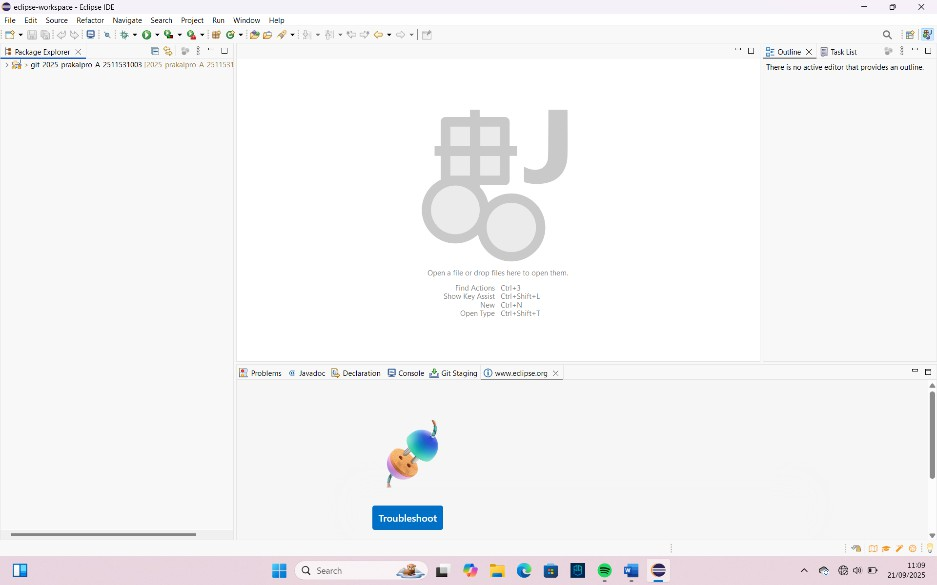 eclipse-workspace - Eclipse IDE
File Edit Source Refactor Navigate Search Project Run Window Help
Package Explorer
Outline
Task List
git-2025-prakalpro-A-2511531003 [2025-prakalpro-A-2511531
There is no active editor that provides an outline.
J
Open a file or drop files here to open them.
Find Actions Ctrl+3
Show Key Assist Ctrl+Shift+L
New Ctrl+N
Open Type Ctrl+Shift+T
Problems
Javadoc
Declaration
Console
Git Staging
www.eclipse.org
Troubleshoot
Search
11:09
21/09/2025